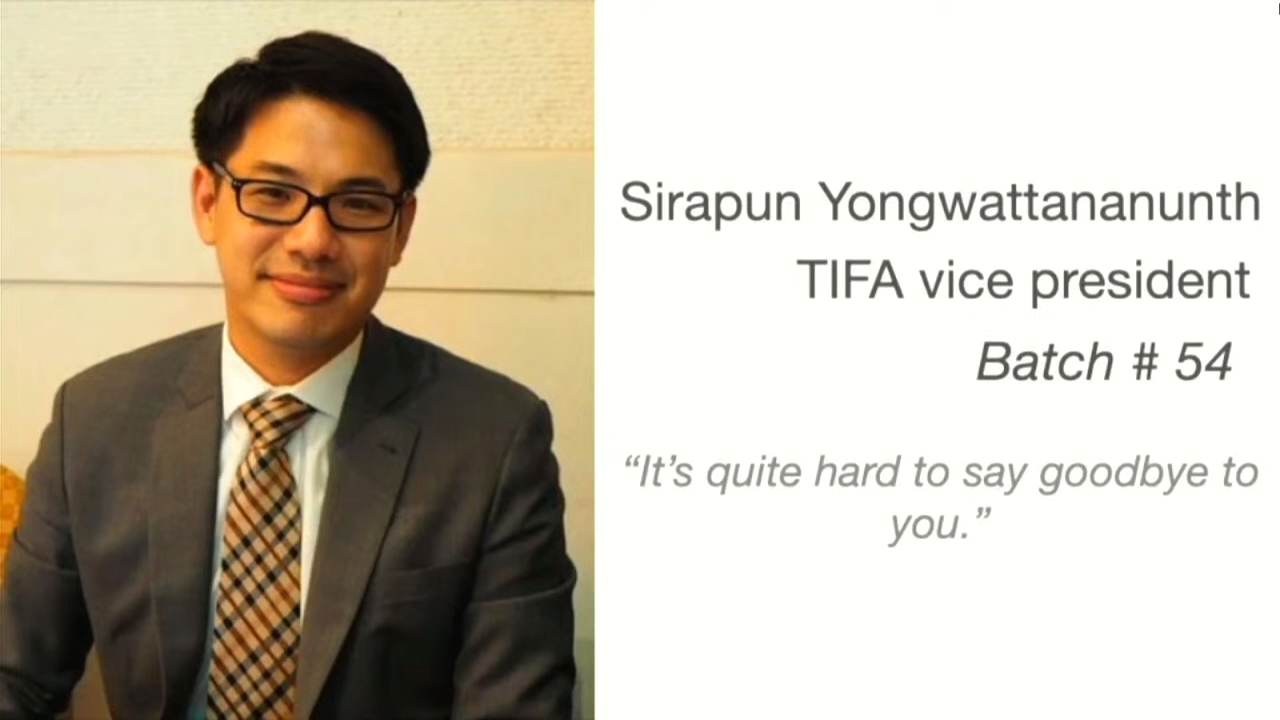 Sirapun Yongwattananunth
TIFA vice president
Batch # 54
“It’s quite hard to say goodbye to
you.”